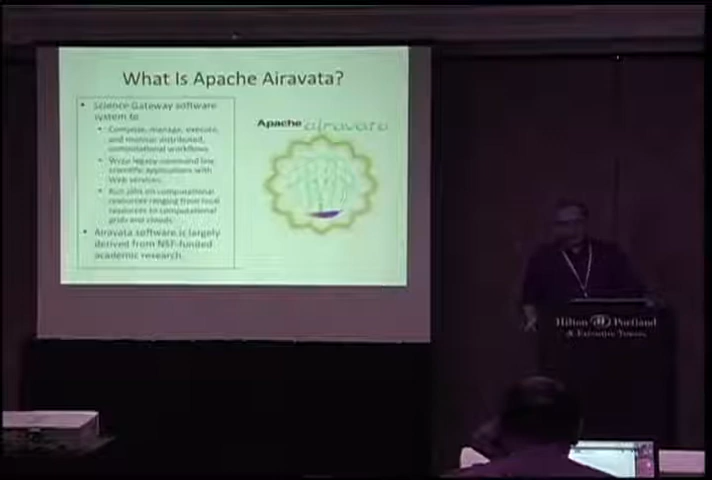 What Is Apache Airavata?
• Science Gateway software
system to
• Compose, manage, execute,
and monitor distributed,
computational workflows
• Wrap legacy command line
scientific applications with
Web services.
• Run jobs on computational
resources ranging from local
resources to computational
grids and clouds
• Airavata software is largely
derived from NSF-funded
academic research.
Apache airavata
Hilton Portland
& Executive Tower